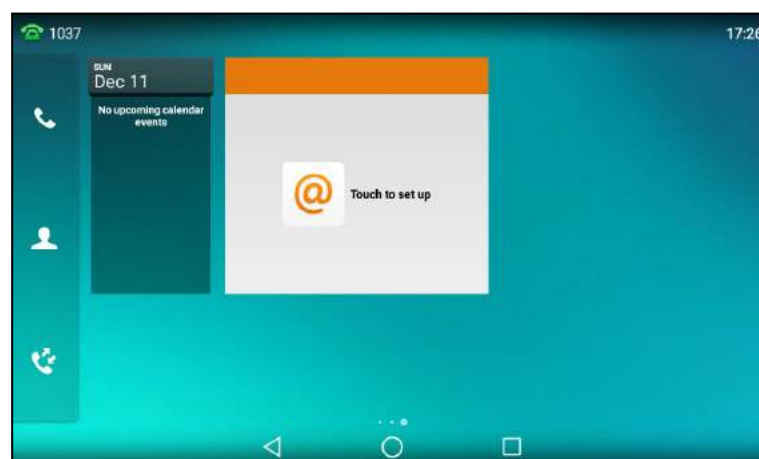 1037
17:26
SUN
Dec 11
No upcoming calendar
events
@
Touch to set up